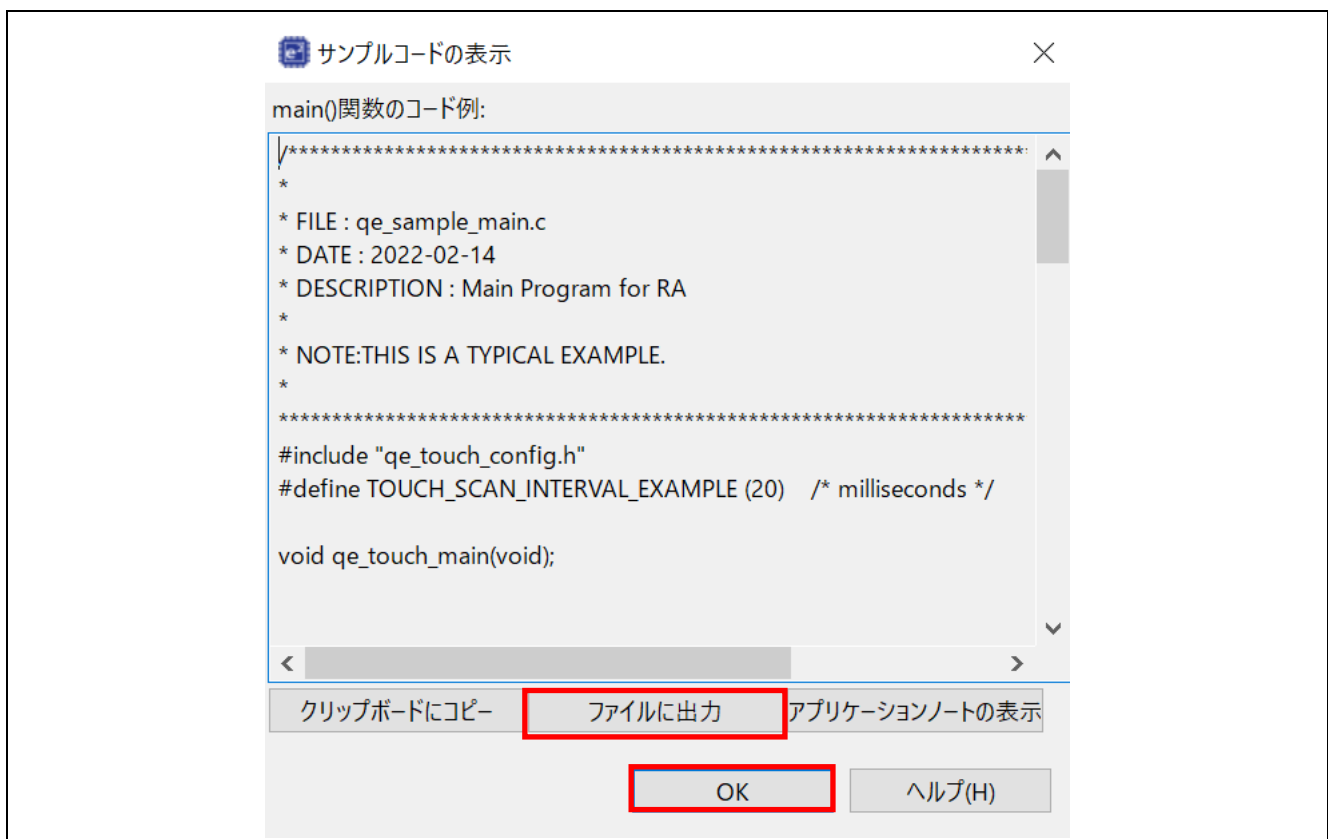 サンプルコードの表示
main()関数のコード例:
/**********************************************************************
*
* FILE : qe_sample_main.c
* DATE : 2022-02-14
* DESCRIPTION : Main Program for RA
*
* NOTE:THIS IS A TYPICAL EXAMPLE.
*
***********************************************************************
#include "qe_touch_config.h"
#define TOUCH_SCAN_INTERVAL_EXAMPLE (20)    /* milliseconds */
void qe_touch_main(void);
クリップボードにコピー ファイルに出力 アプリケーションノートの表示
OK ヘルプ(H)